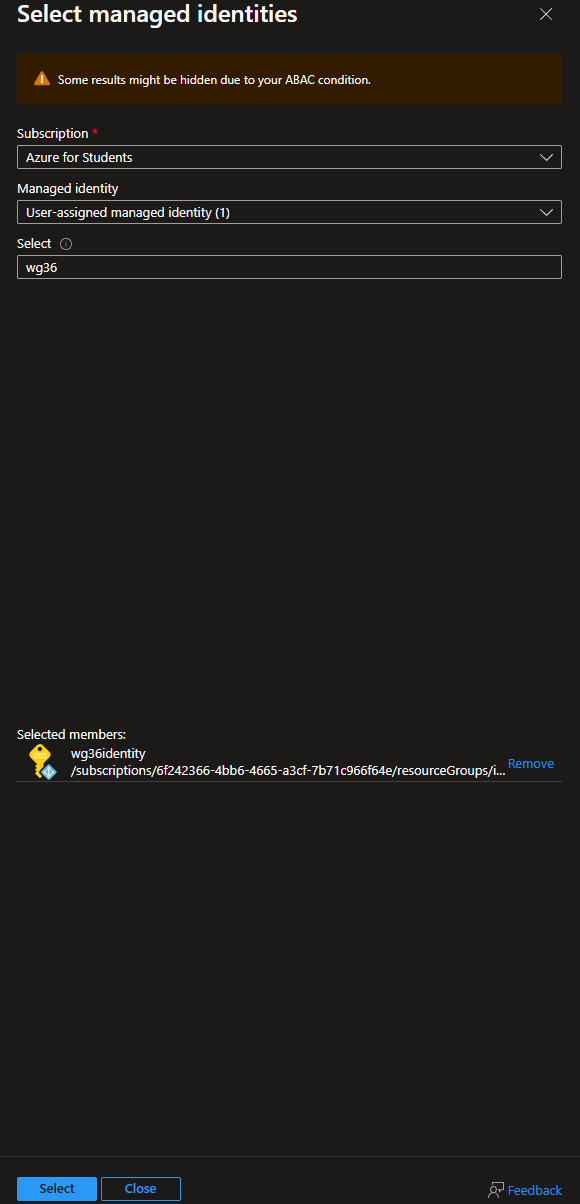 Select managed identities
Some results might be hidden due to your ABAC condition.
Subscription *
Azure for Students
Managed identity
User-assigned managed identity (1)
Select
wg36
Selected members:
wg36identity
/subscriptions/6f242366-4bb6-4665-a3cf-7b71c966f64e/resourceGroups/i...
Remove
Select
Close
Feedback